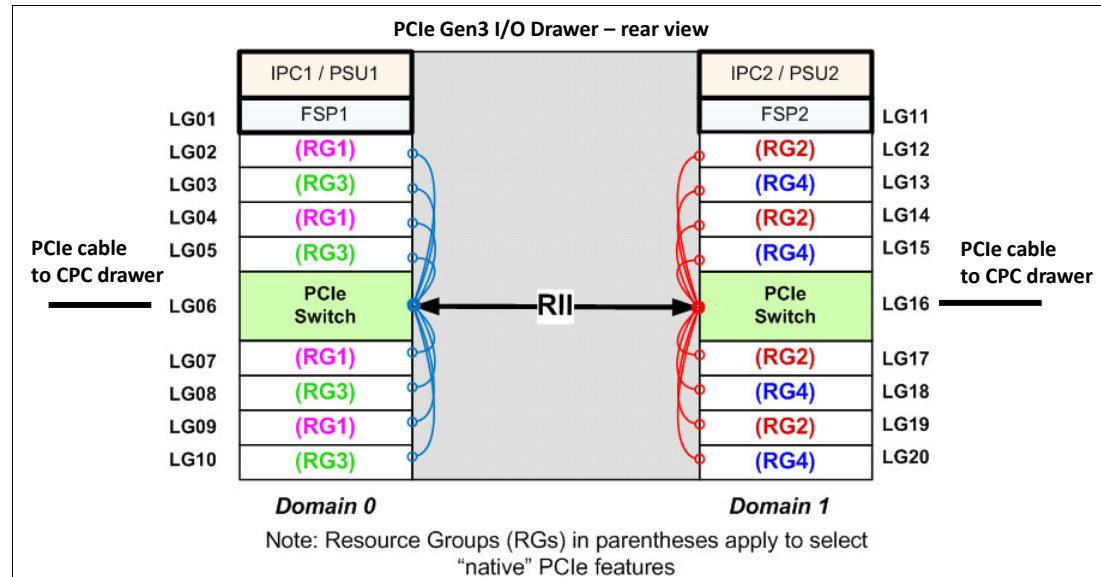 PCIe Gen3 I/O Drawer – rear view
IPC1 / PSU1
IPC2 / PSU2
LG01
FSP1
FSP2
LG11
LG02
(RG1)
(RG2)
LG12
LG03
(RG3)
(RG4)
LG13
LG04
(RG1)
(RG2)
LG14
LG05
(RG3)
(RG4)
LG15
PCIe cable
to CPC drawer
LG06
PCIe
Switch
RII
PCIe
Switch
LG16
PCIe cable
to CPC drawer
LG07
(RG1)
(RG2)
LG17
LG08
(RG3)
(RG4)
LG18
LG09
(RG1)
(RG2)
LG19
LG10
(RG3)
(RG4)
LG20
Domain 0
Domain 1
Note: Resource Groups (RGs) in parentheses apply to select
“native” PCIe features